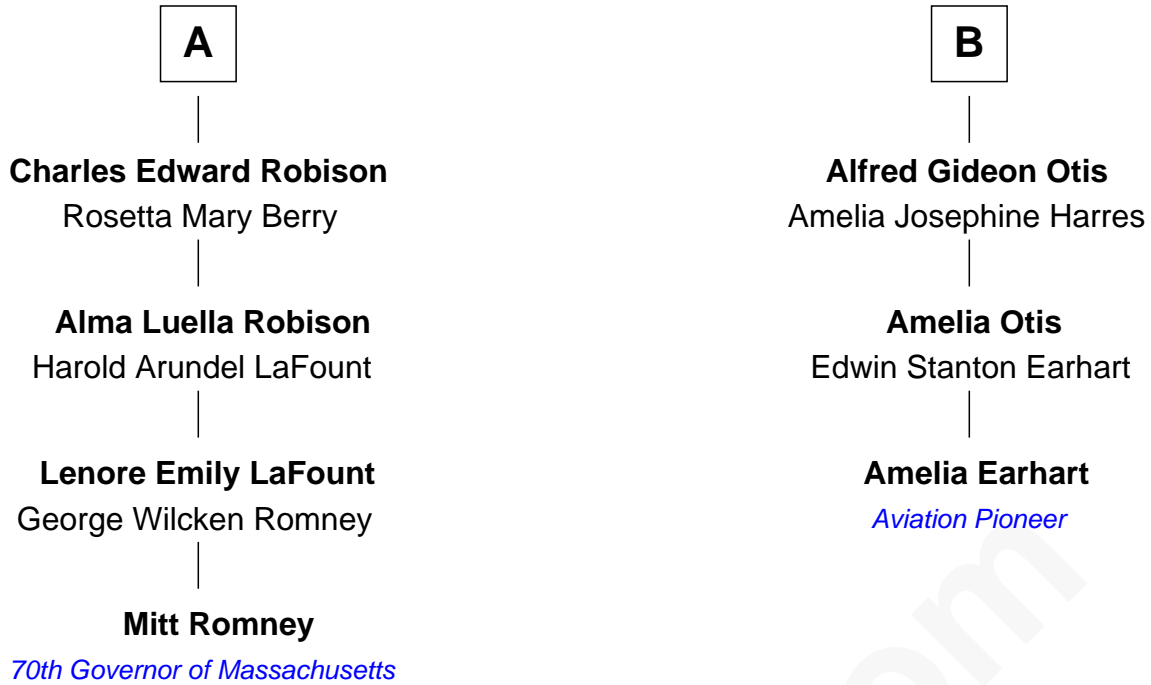 A
Charles Edward Robison
Rosetta Mary Berry
Alma Luella Robison
Harold Arundel LaFount
Lenore Emily LaFount
George Wilcken Romney
Mitt Romney
70th Governor of Massachusetts
B
Alfred Gideon Otis
Amelia Josephine Harres
Amelia Otis
Edwin Stanton Earhart
Amelia Earhart
Aviation Pioneer
om